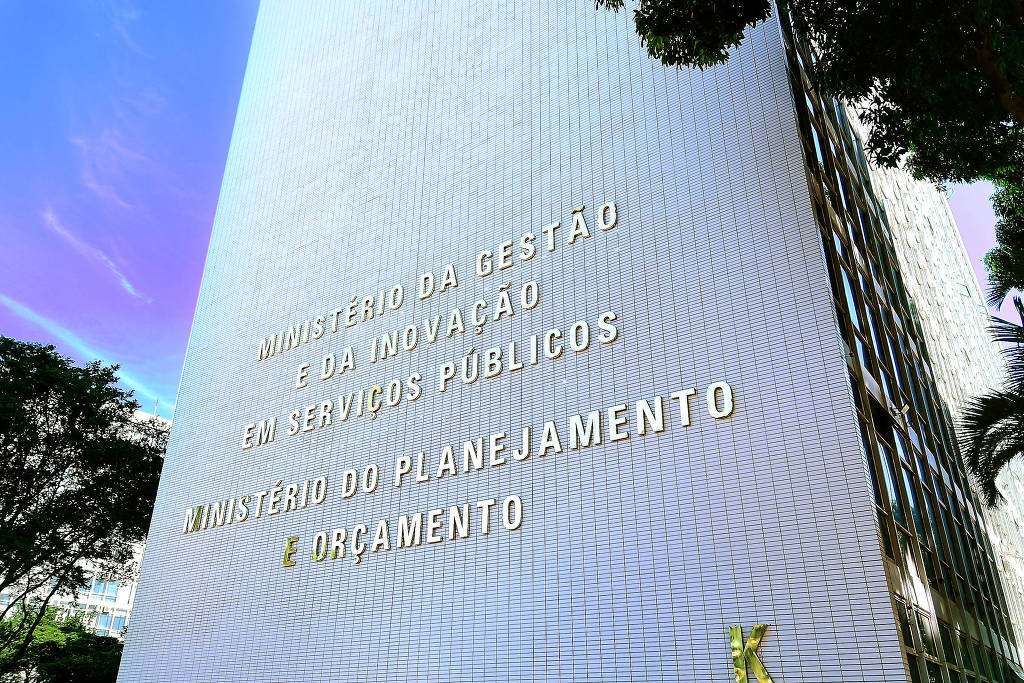 MINISTÉRIO DA GESTÃO
E DA INOVAÇÃO
EM SERVIÇOS PÚBLICOS
MINISTÉRIO DO PLANEJAMENTO
E ORÇAMENTO
K